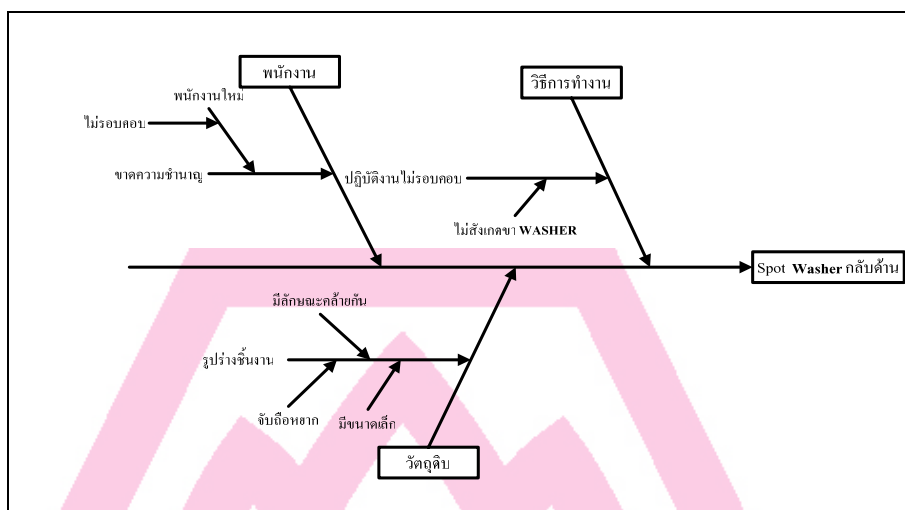 พนักงาน
วิธีการทำงาน
พนักงานใหม่
ไม่รอบคอบ
ขาดความชำนาญ
ปฏิบัติงานไม่รอบคอบ
ไม่สังเกตขา WASHER
Spot Washer กลับด้าน
มีลักษณะคล้ายกัน
รูปร่างชิ้นงาน
จับถือหยาก
มีขนาดเล็ก
วัตถุดิบ